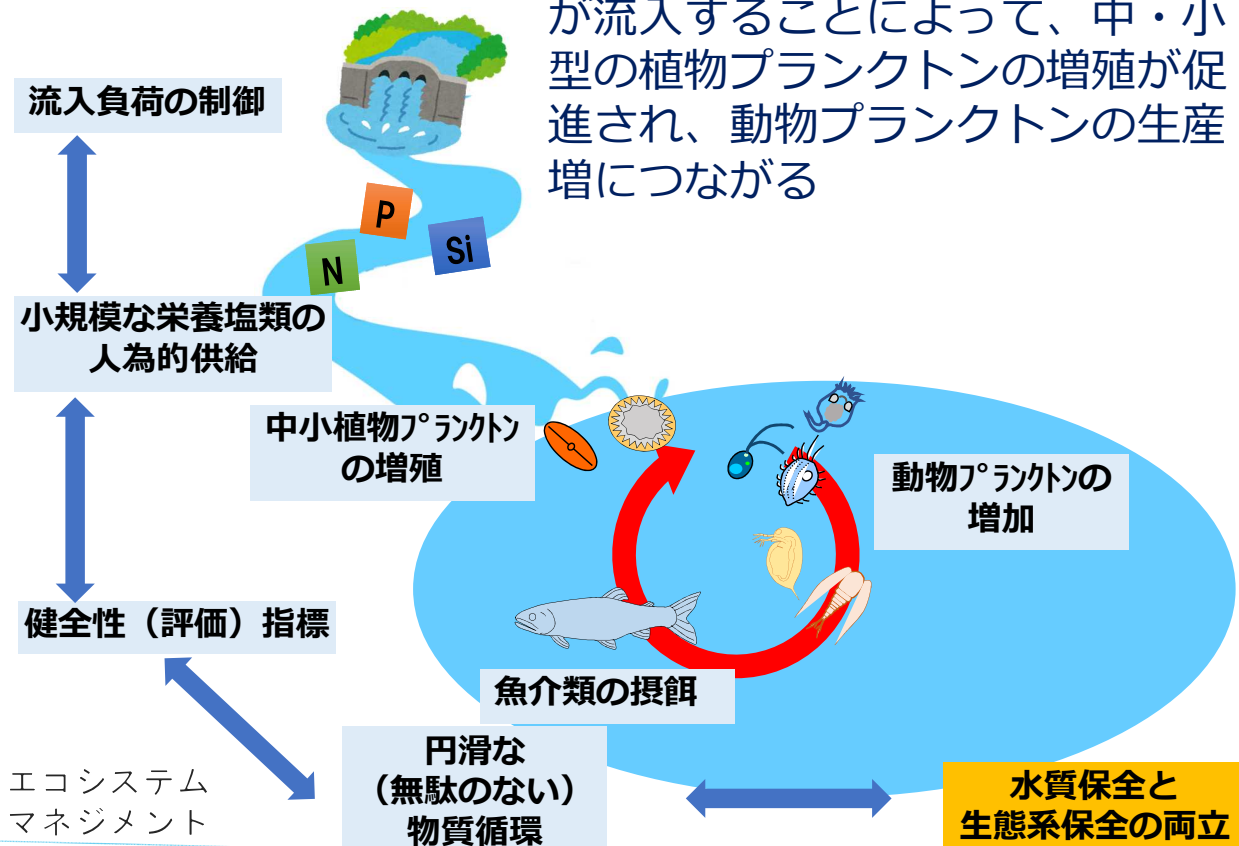 が流入することによって、中・小
型の植物プランクトンの増殖が促
進され、動物プランクトンの生産
増につながる
流入負荷の制御
P
Si
N
小規模な栄養塩類の
人為的供給
中小植物ﾌﾟﾗﾝｸﾄﾝ
の増殖
動物ﾌﾟﾗﾝｸﾄﾝの
増加
健全性（評価）指標
魚介類の摂餌
円滑な
（無駄のない）
物質循環
エコシステム
マネジメント
水質保全と
生態系保全の両立